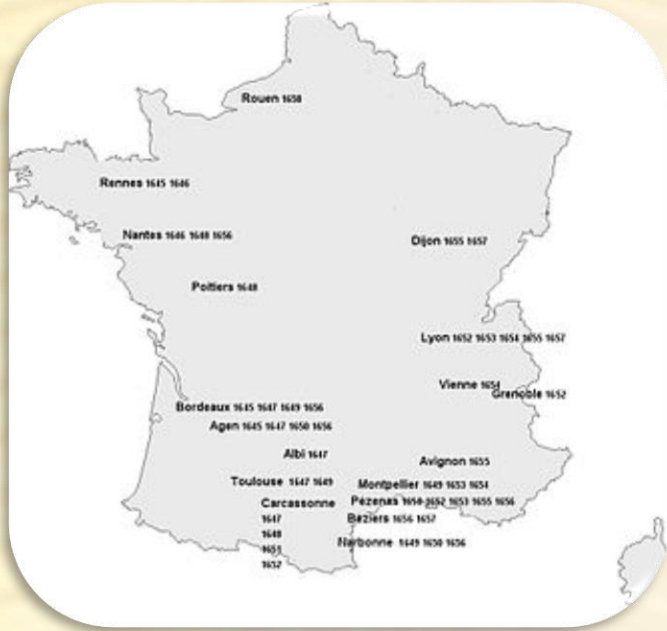 Rouen 1658
Rennes 1645 1646
Nantes 1646 1648 1656
Dijon 1655 1657
Poitiers 1648
Lyon 1652 1653 1654 1655 1657
Vienne 1654
Grenoble 1652
Bordeaux 1645 1647 1649 1656
Agen 1645 1647 1650 1656
Albi 1647
Avignon 1655
Toulouse 1647 1649
Montpellier 1649 1653 1654
Carcassonne
1647
1648
1651
1652
Pézenas 1650-1652 1653 1655 1656
Béziers 1656 1657
Narbonne 1649 1650 1656